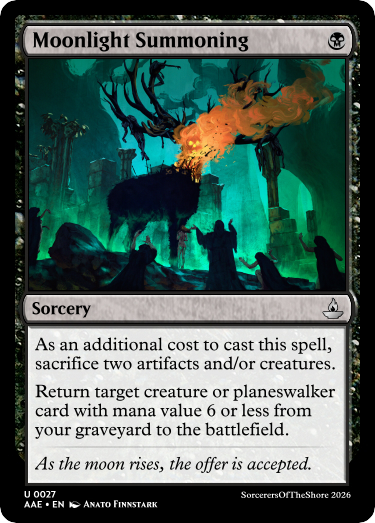 Moonlight Summoning
Sorcery
As an additional cost to cast this spell,
sacrifice two artifacts and/or creatures.
Return target creature or planeswalker
card with mana value 6 or less from
your graveyard to the battlefield.
As the moon rises, the offer is accepted.
U 0027
AAE • EN Anato Finnstark
SorcerersOfTheShore 2026